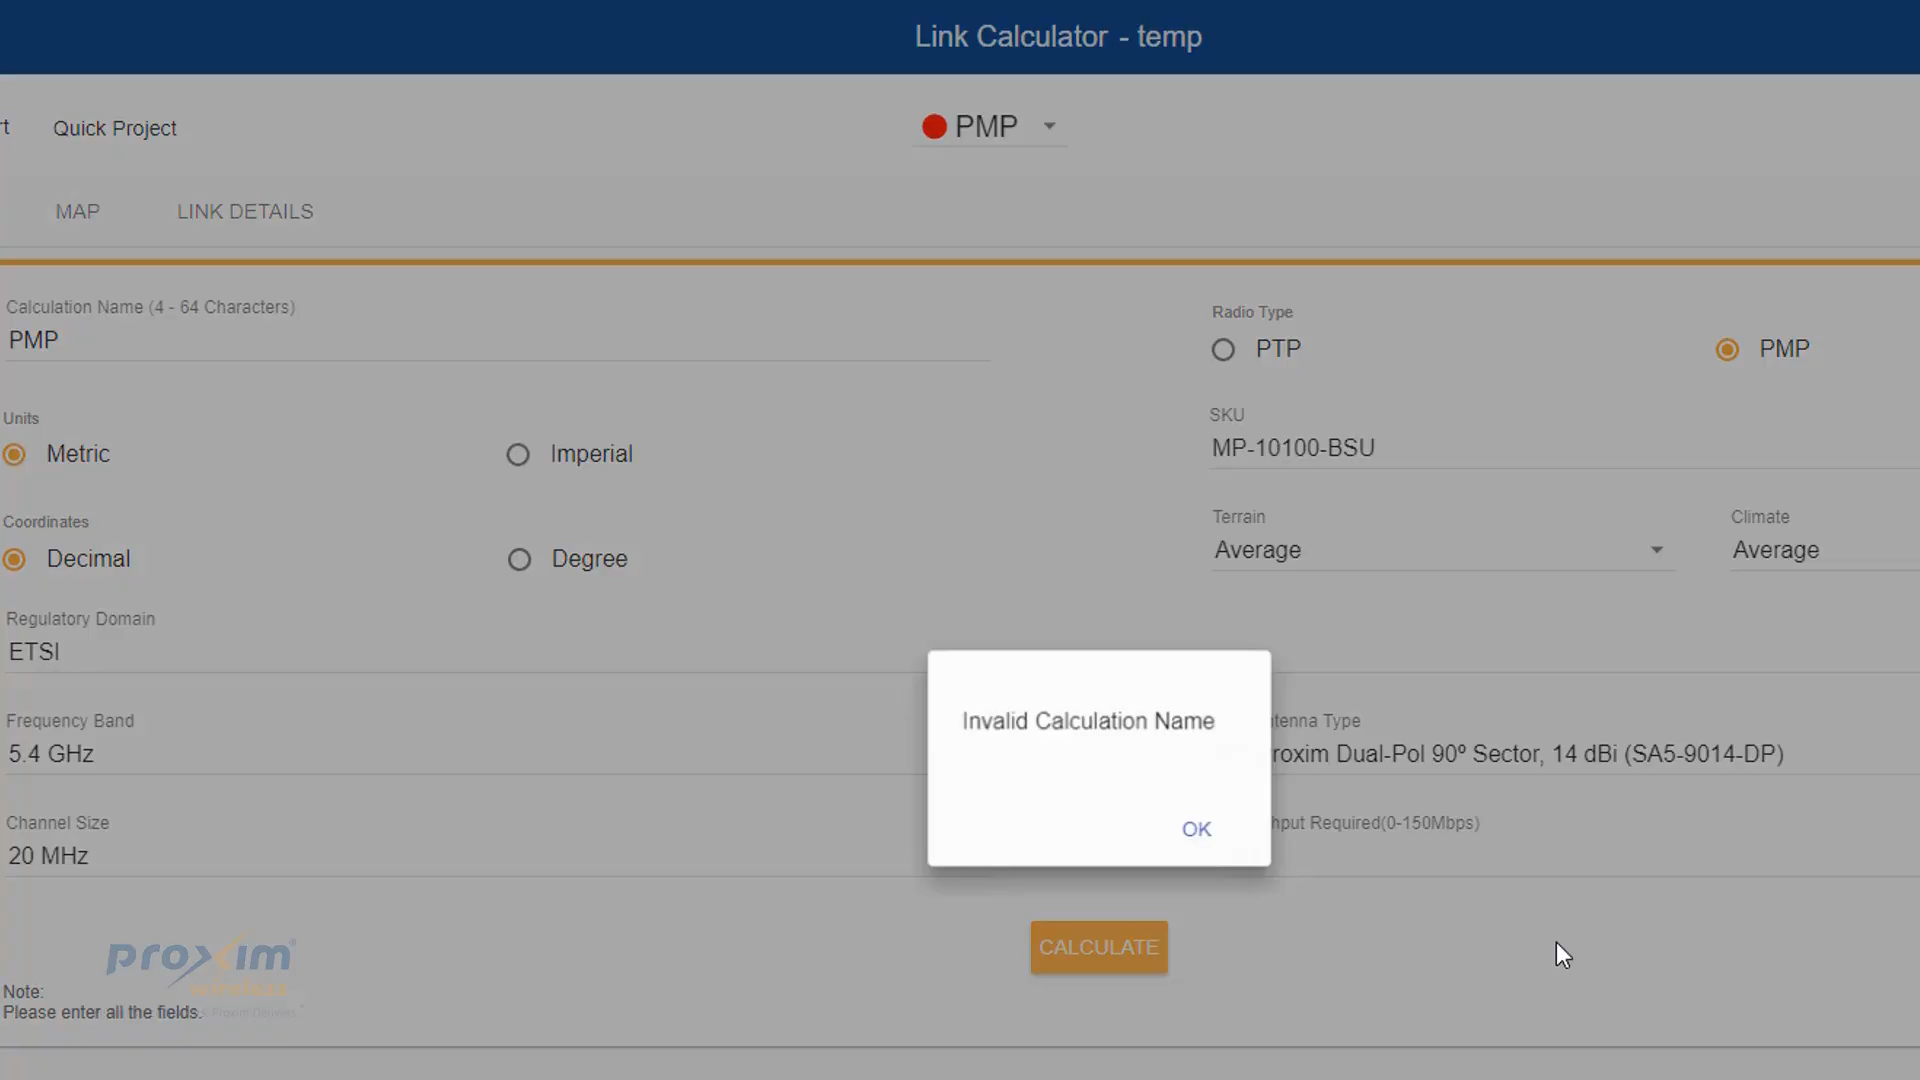 Link Calculator - temp
rt
Quick Project
PMP
MAP
LINK DETAILS
Calculation Name (4 - 64 Characters)
PMP
Radio Type
PTP
PMP
Units
Metric
Imperial
SKU
MP-10100-BSU
Coordinates
Decimal
Degree
Terrain
Average
Climate
Average
Regulatory Domain
ETSI
Invalid Calculation Name
OK
Frequency Band
5.4 GHz
tenna Type
roxim Dual-Pol 90º Sector, 14 dBi (SA5-9014-DP)
Channel Size
20 MHz
hput Required(0-150Mbps)
CALCULATE
proxim
wireless
Note:
Please enter all the fields.